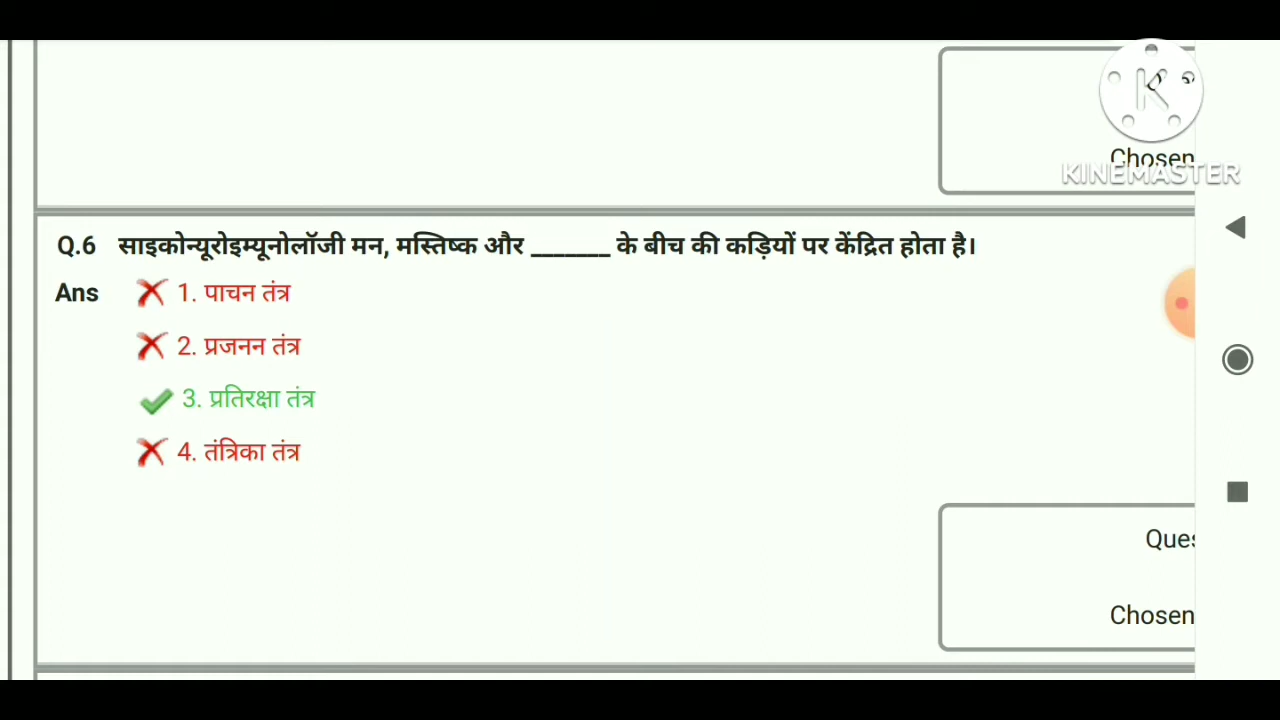 Chosen
KINEMASTER
Q.6 साइकोन्यूरोइम्यूनोलॉजी मन, मस्तिष्क और _______ के बीच की कड़ियों पर केंद्रित होता है।
Ans 1. पाचन तंत्र
2. प्रजनन तंत्र
3. प्रतिरक्षा तंत्र
4. तंत्रिका तंत्र
Ques
Chosen